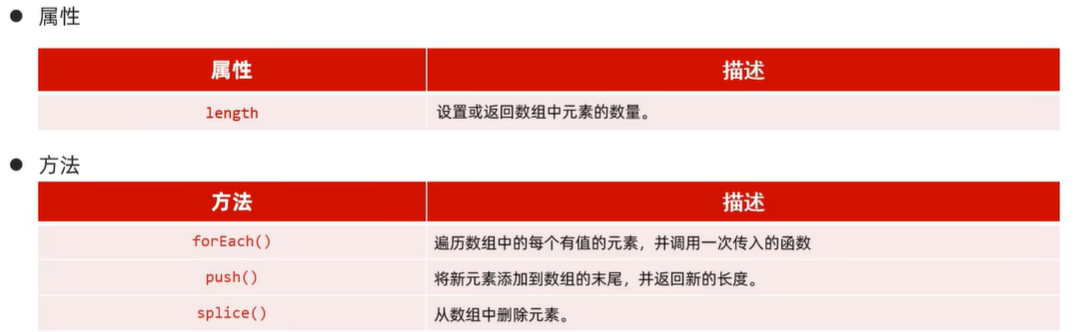 ● 属性
属性 描述
length 设置或返回数组中元素的数量。
● 方法
方法 描述
forEach() 遍历数组中的每个有值的元素，并调用一次传入的函数
push() 将新元素添加到数组的末尾，并返回新的长度。
splice() 从数组中删除元素。